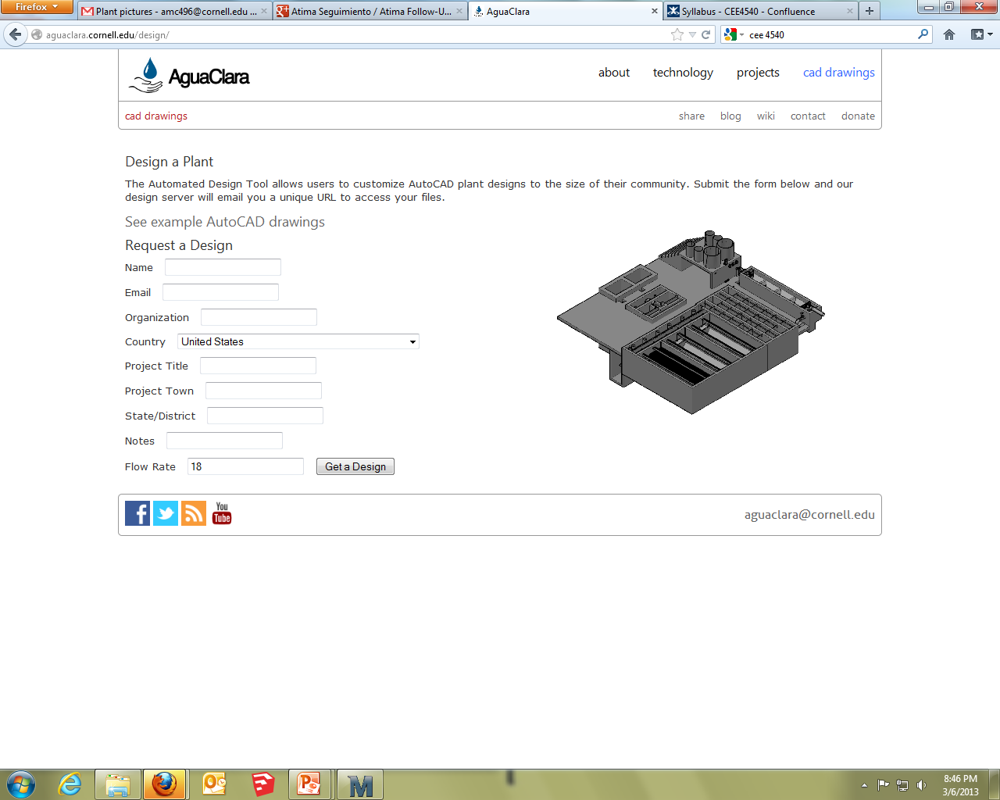 Firefox
Plant pictures - amc496@cornell.edu ...
Atima Seguimiento / Atima Follow-U...
AguaClara
Syllabus - CEE4540 - Confluence
aguaclara.cornell.edu/design/
cee 4540
AguaClara
about technology projects cad drawings
cad drawings
share blog wiki contact donate
Design a Plant
The Automated Design Tool allows users to customize AutoCAD plant designs to the size of their community. Submit the form below and our
design server will email you a unique URL to access your files.
See example AutoCAD drawings
Request a Design
Name
Email
Organization
Country United States
Project Title
Project Town
State/District
Notes
Flow Rate 18 Get a Design
You
Tube
aguaclara@cornell.edu
8:46 PM
3/6/2013